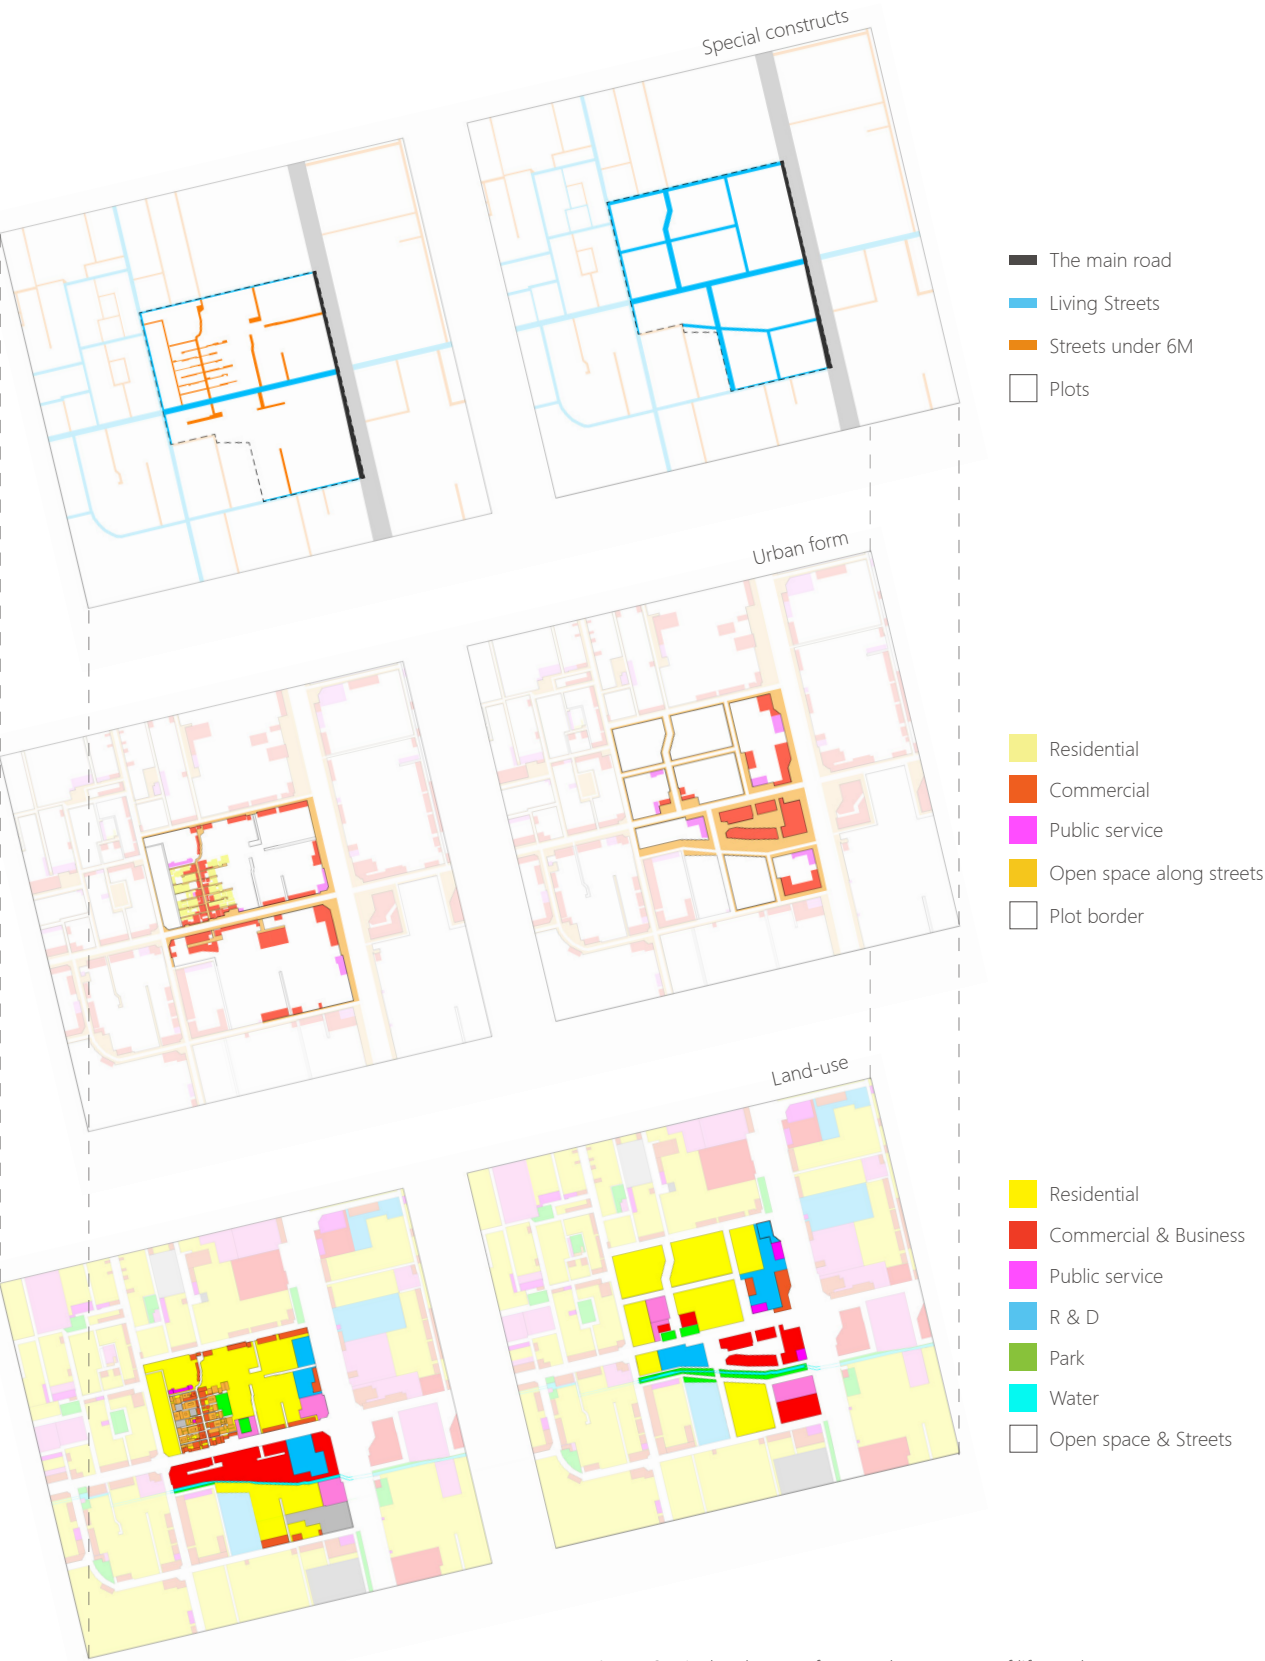 Special constructs
The main road
Living Streets
Streets under 6M
Plots
Urban form
Residential
Commercial
Public service
Open space along streets
Plot border
Land-use
Residential
Commercial & Business
Public service
R & D
Park
Water
Open space & Streets